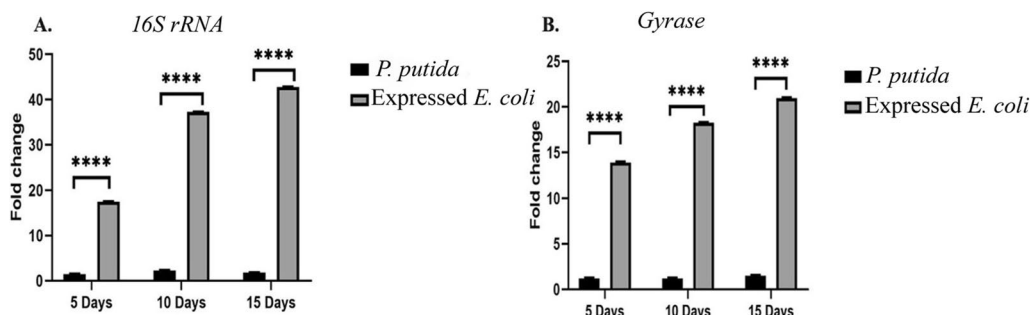 A. 16S rRNA
Fold change
50
40
30
20
10
0
****
****
****
5 Days 10 Days 15 Days
P. putida
Expressed E. coli
B. Gyrase
Fold change
25
20
15
10
5
0
****
****
****
5 Days 10 Days 15 Days
P. putida
Expressed E. coli